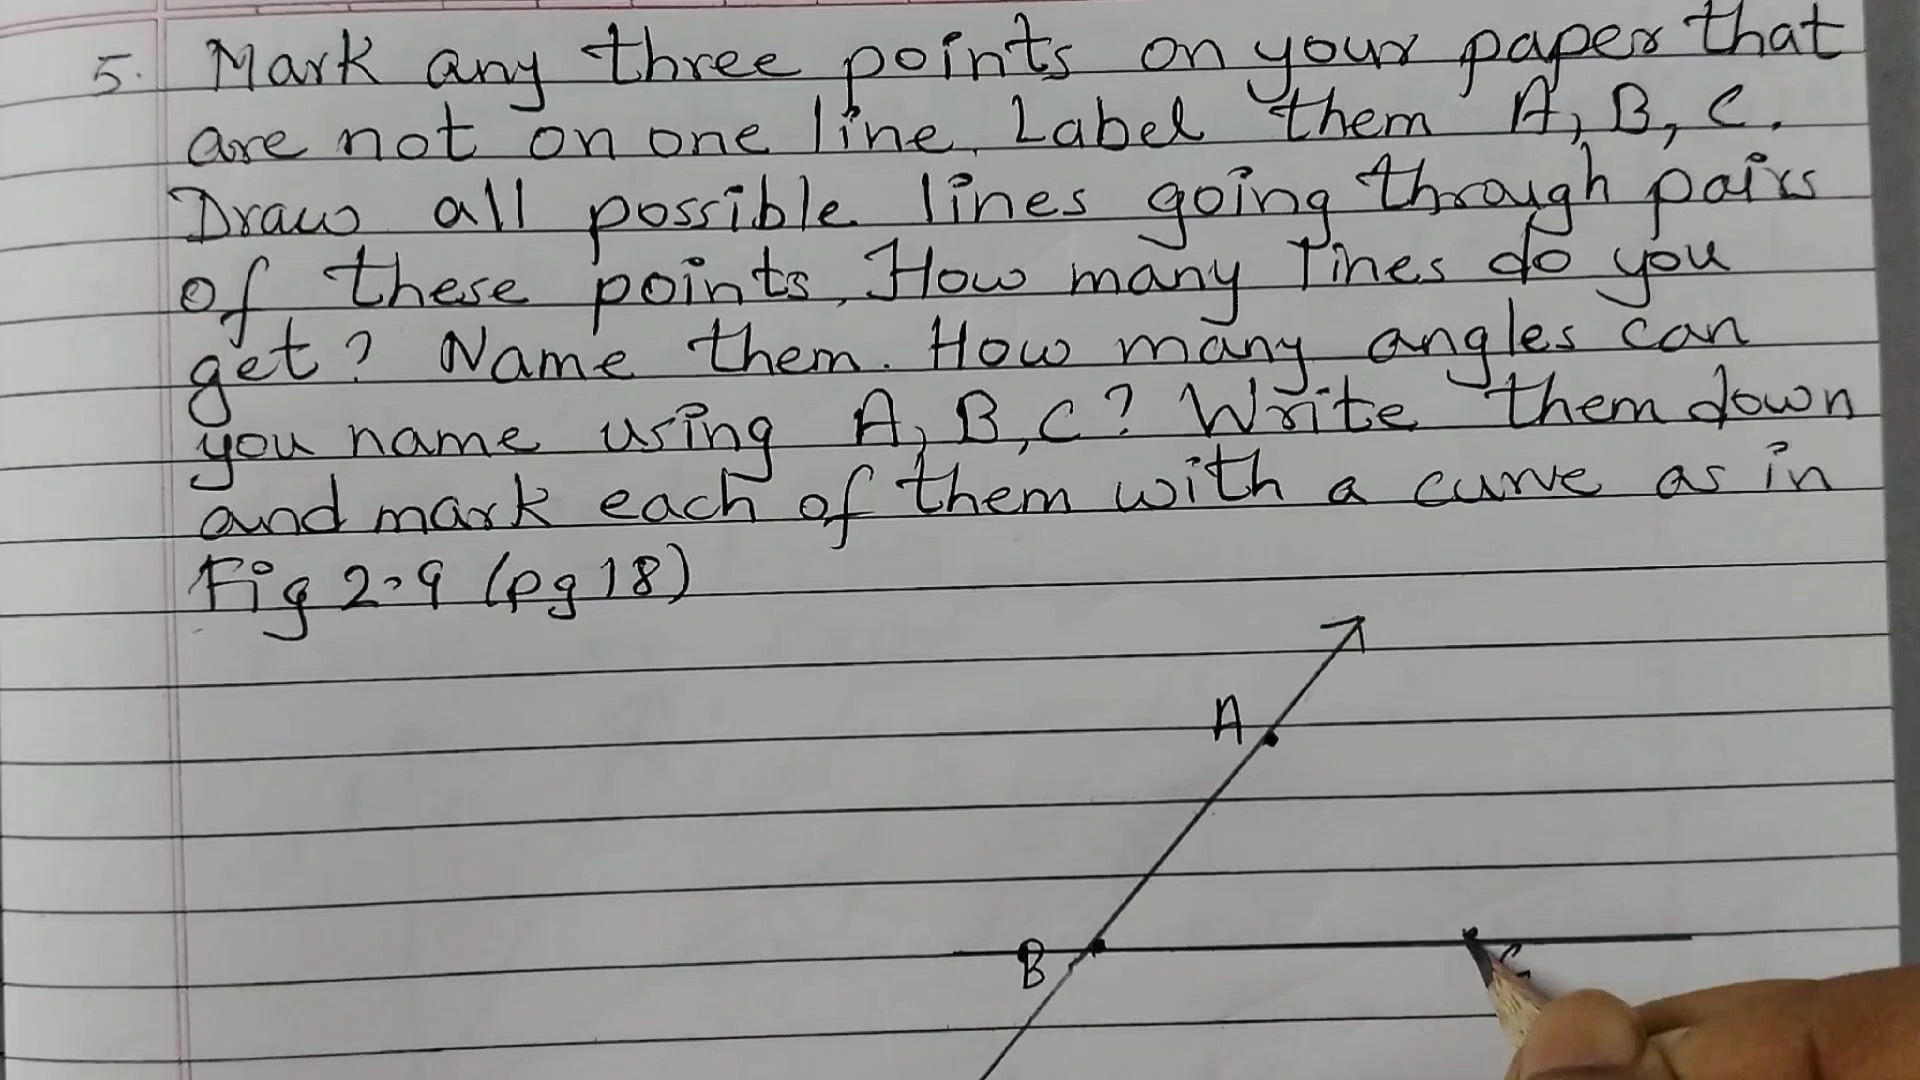 5. Mark any three points on your paper that
are not on one line. Label them A, B, C.
Draw all possible lines going through pairs
of these points. How many lines do you
get? Name them. How many angles can
you name using A, B, C? Write them down
and mark each of them with a curve as in
Fig 2.9 (pg 18)
A
B
C